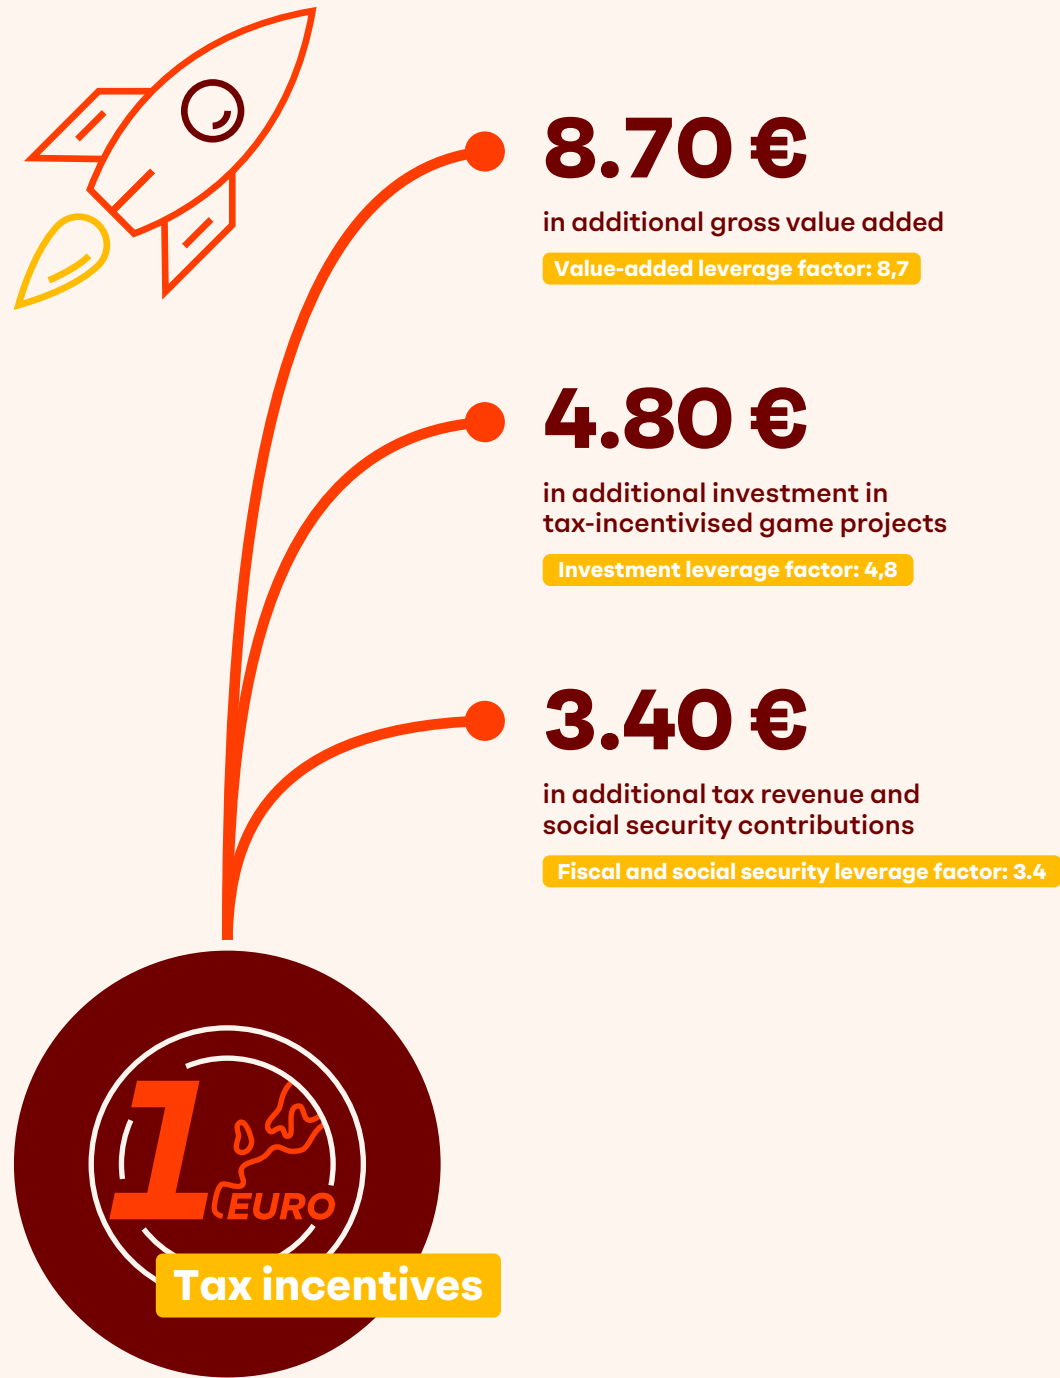 8.70 €
in additional gross value added
Value-added leverage factor: 8,7
4.80 €
in additional investment in
tax-incentivised game projects
Investment leverage factor: 4,8
3.40 €
in additional tax revenue and
social security contributions
Fiscal and social security leverage factor: 3.4
1
EURO
Tax incentives